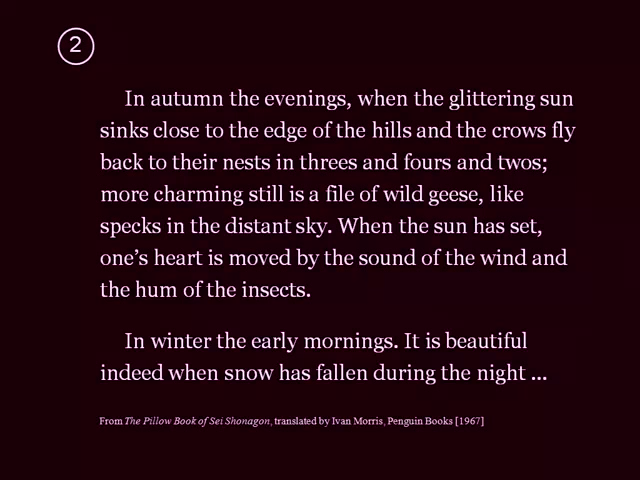 2
In autumn the evenings, when the glittering sun
sinks close to the edge of the hills and the crows fly
back to their nests in threes and fours and twos;
more charming still is a file of wild geese, like
specks in the distant sky. When the sun has set,
one’s heart is moved by the sound of the wind and
the hum of the insects.
In winter the early mornings. It is beautiful
indeed when snow has fallen during the night ...
From The Pillow Book of Sei Shonagon, translated by Ivan Morris, Penguin Books [1967]